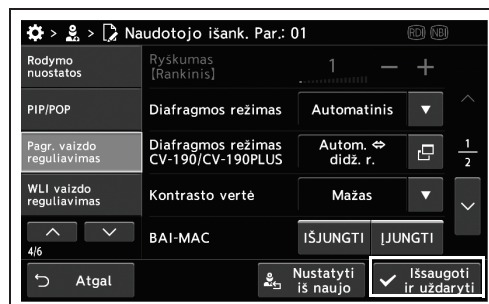 > > Naudotojo išank. Par.: 01 RDI NBI
Rodymo
nuostatos
Ryškumas
[Rankinis]
1 — +
PIP/POP
Diafragmos režimas
Automatinis ▼
Pagr. vaizdo
reguliavimas
Diafragmos režimas
CV-190/CV-190PLUS
Autom. ⇔
didž. r.
1
2
WLI vaizdo
reguliavimas
Kontrasto vertė
Mažas ▼
4/6
BAI-MAC
IŠJUNGTI ĮJUNGTI
Atgal
Nustatyti
iš naujo
Išsaugoti
ir uždaryti